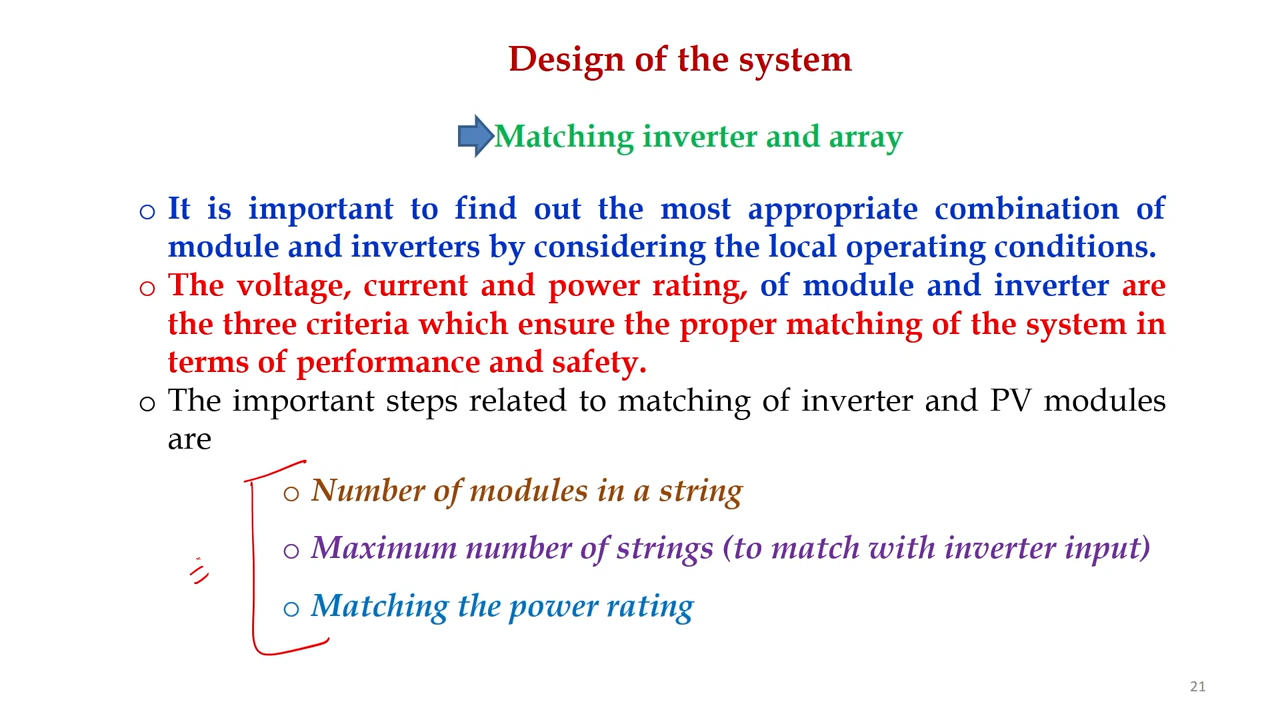 Design of the system
Matching inverter and array
o It is important to find out the most appropriate combination of
module and inverters by considering the local operating conditions.
o The voltage, current and power rating, of module and inverter are
the three criteria which ensure the proper matching of the system in
terms of performance and safety.
o The important steps related to matching of inverter and PV modules
are
o Number of modules in a string
o Maximum number of strings (to match with inverter input)
o Matching the power rating
21